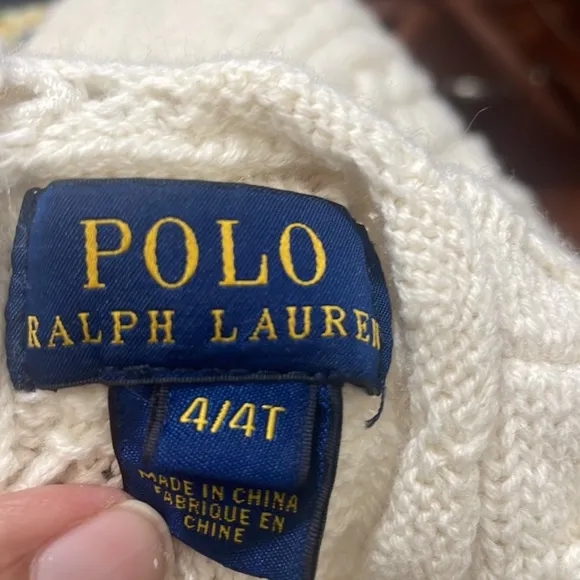 POLO
RALPH LAUREN
4/4T
MADE IN CHINA
FABRIQUE EN
CHINE